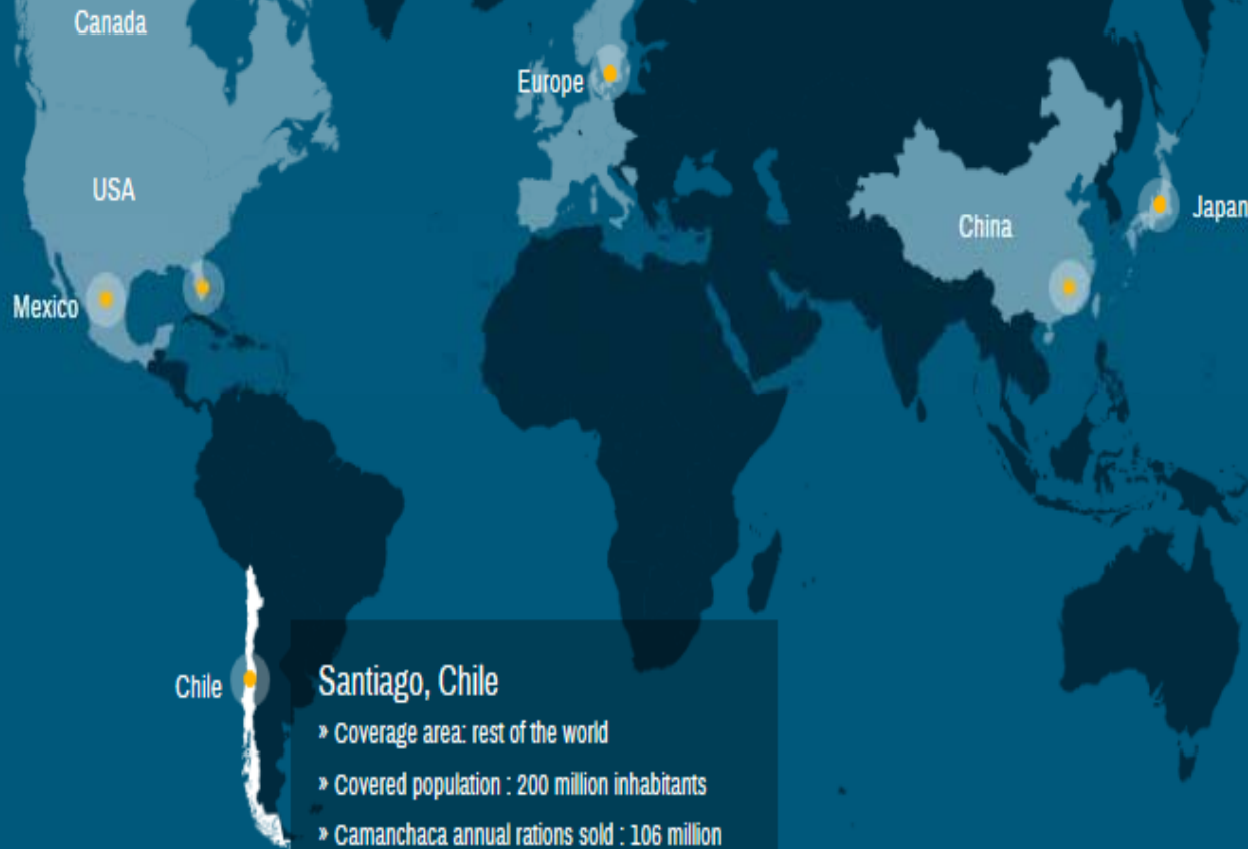 Canada
Europe
USA
Japan
China
Mexico
Chile
Santiago, Chile
» Coverage area: rest of the world
» Covered population : 200 million inhabitants
» Camanchaca annual rations sold : 106 million